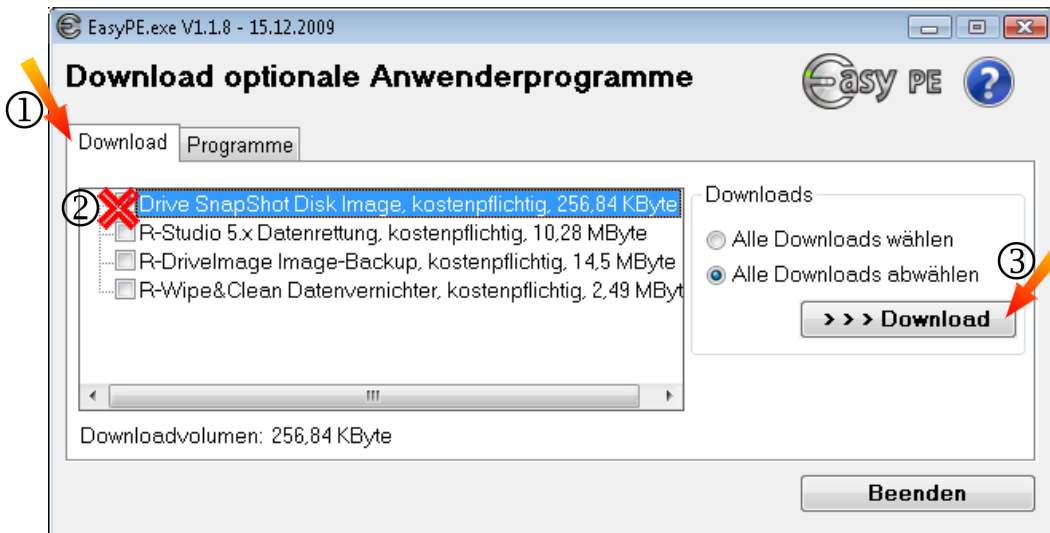 EasyPE.exe V1.1.8 - 15.12.2009
Download optionale Anwenderprogramme
Easy PE
?
①
Download
Programme
②
Drive SnapShot Disk Image, kostenpflichtig, 256,84 KByte
R-Studio 5.x Datenrettung, kostenpflichtig, 10,28 MByte
R-DriveImage Image-Backup, kostenpflichtig, 14,5 MByte
R-Wipe&Clean Datenvernichter, kostenpflichtig, 2,49 MByt
Downloads
Alle Downloads wählen
Alle Downloads abwählen
③
>>> Download
Downloadvolumen: 256,84 KByte
Beenden